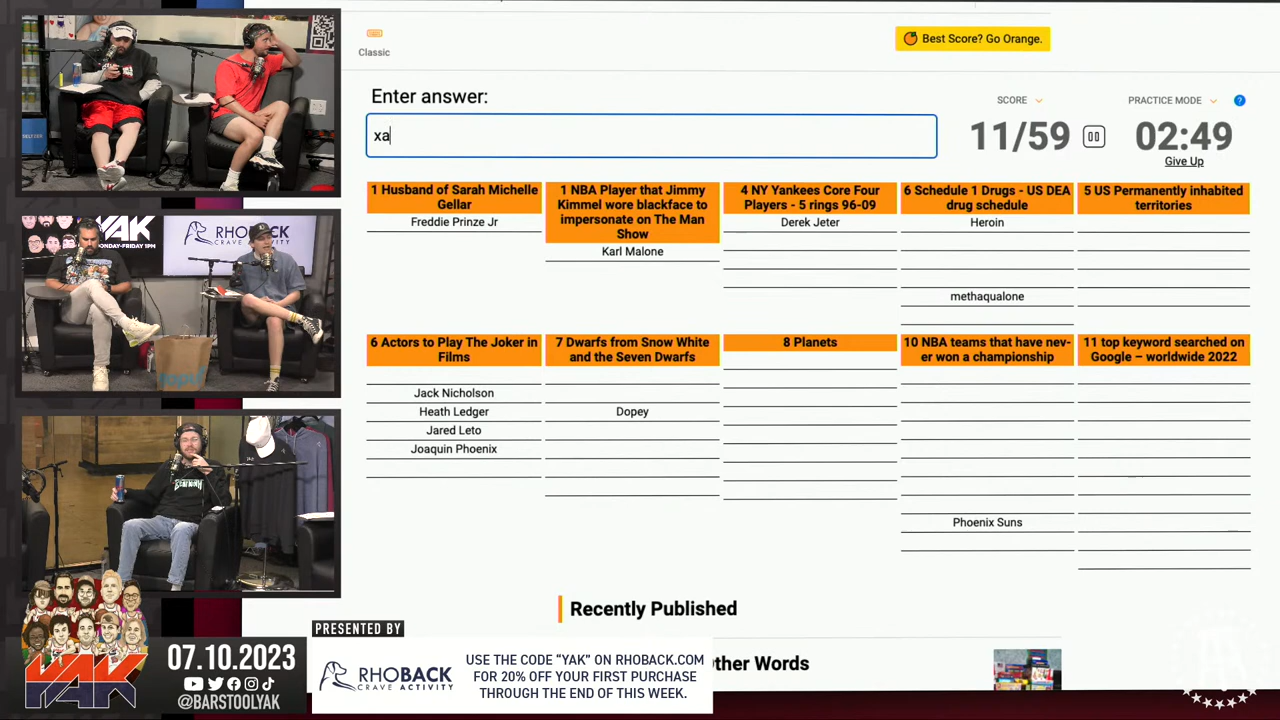 Classic
Best Score? Go Orange.
Enter answer:
xa
SCORE
PRACTICE MODE
?
11/59
02:49
Give Up
1 Husband of Sarah Michelle
Gellar
Freddie Prinze Jr
1 NBA Player that Jimmy
Kimmel wore blackface to
impersonate on The Man
Show
Karl Malone
4 NY Yankees Core Four
Players - 5 rings 96-09
Derek Jeter
6 Schedule 1 Drugs - US DEA
drug schedule
Heroin
methaqualone
5 US Permanently inhabited
territories
6 Actors to Play The Joker in
Films
Jack Nicholson
Heath Ledger
Jared Leto
Joaquin Phoenix
7 Dwarfs from Snow White
and the Seven Dwarfs
Dopey
8 Planets
10 NBA teams that have nev-
er won a championship
Phoenix Suns
11 top keyword searched on
Google – worldwide 2022
Recently Published
ther Words
YAK
MONDAY-FRIDAY 1PM
RHOBACK
CRAVE ACTIVITY
YAK
07.10.2023
@BARSTOOLYAK
PRESENTED BY
RHOBACK
CRAVE ACTIVITY
USE THE CODE “YAK” ON RHOBACK.COM
FOR 20% OFF YOUR FIRST PURCHASE
THROUGH THE END OF THIS WEEK.